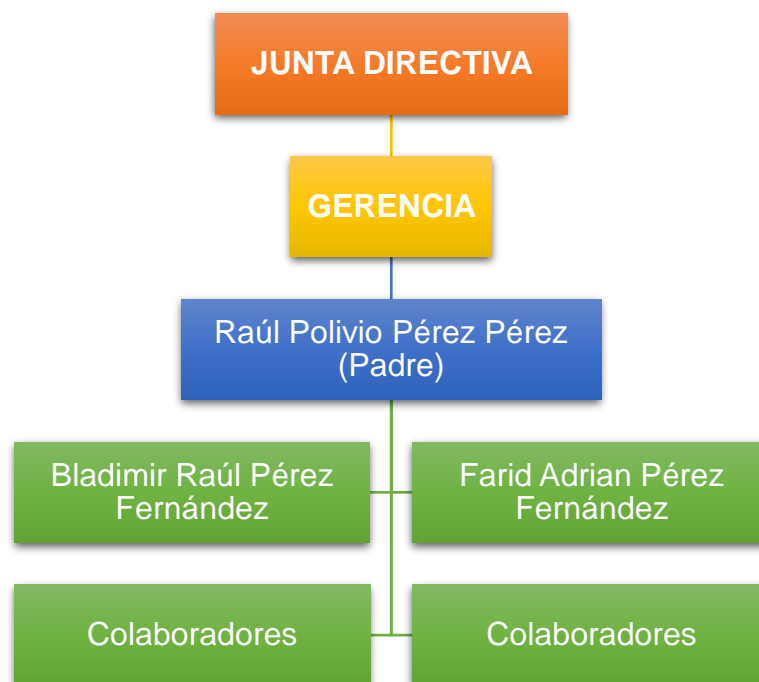 JUNTA DIRECTIVA
GERENCIA
Raúl Polivio Pérez Pérez
(Padre)
Bladimir Raúl Pérez
Fernández
Farid Adrian Pérez
Fernández
Colaboradores
Colaboradores